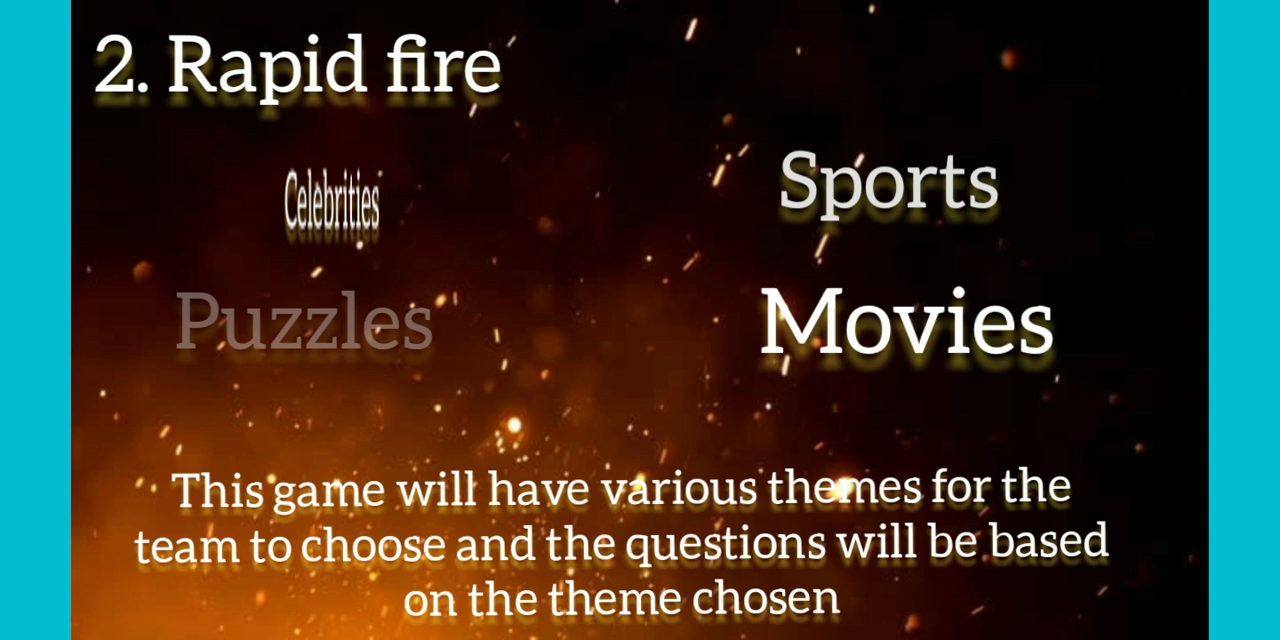 2. Rapid fire
Celebrities
Sports
Puzzles
Movies
This game will have various themes for the
team to choose and the questions will be based
on the theme chosen